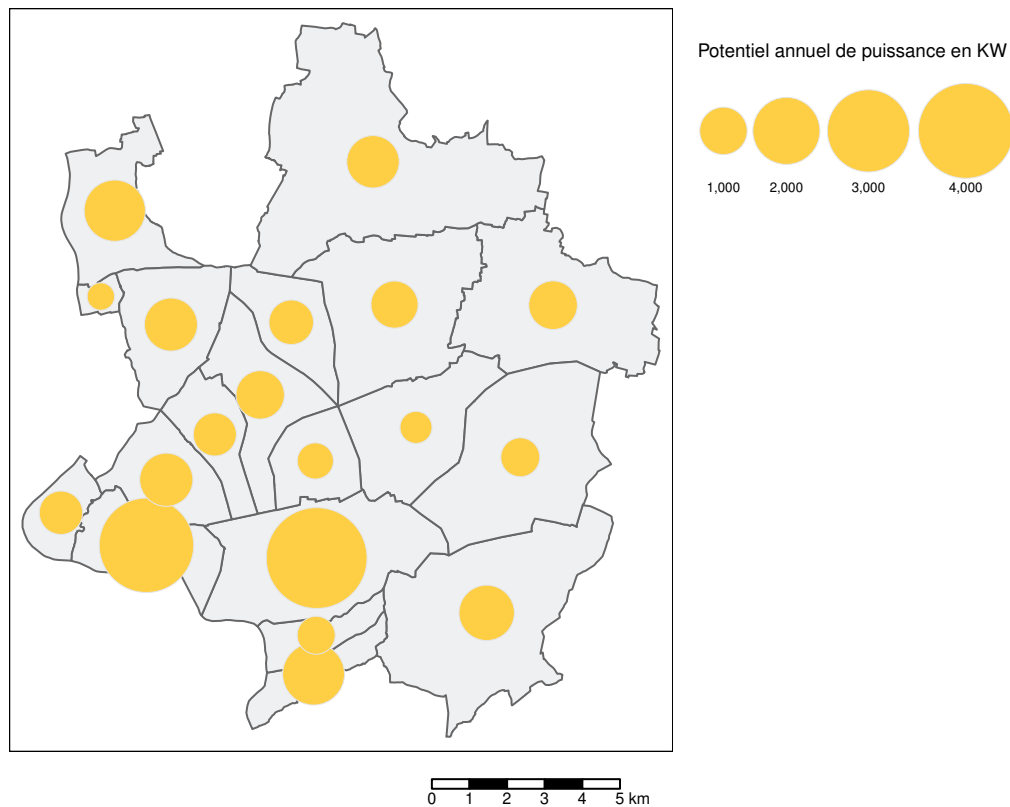 Potentiel annuel de puissance en KW
1,000 2,000 3,000 4,000
0 1 2 3 4 5 km